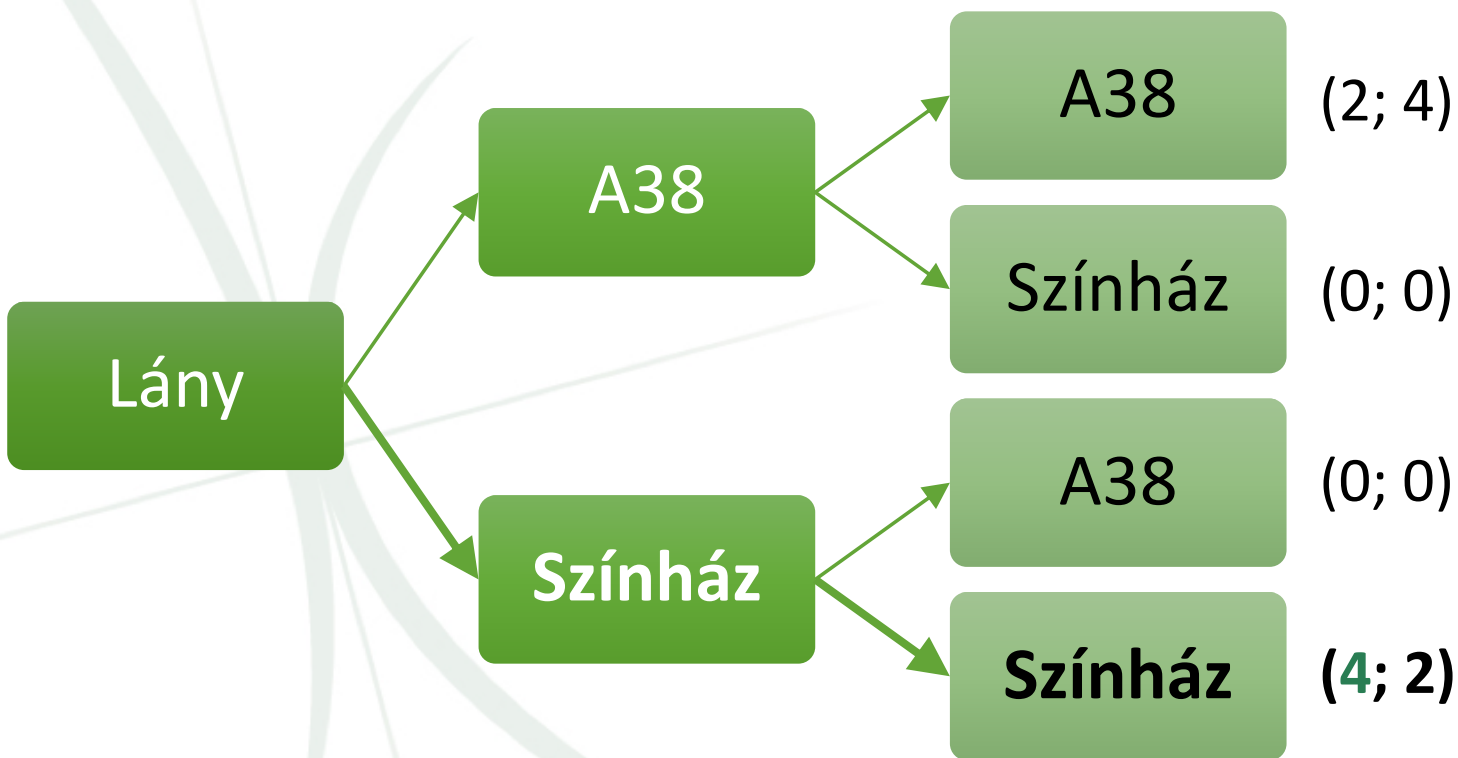 Lány
A38
Színház
A38
(2; 4)
Színház
(0; 0)
A38
(0; 0)
Színház
(4; 2)